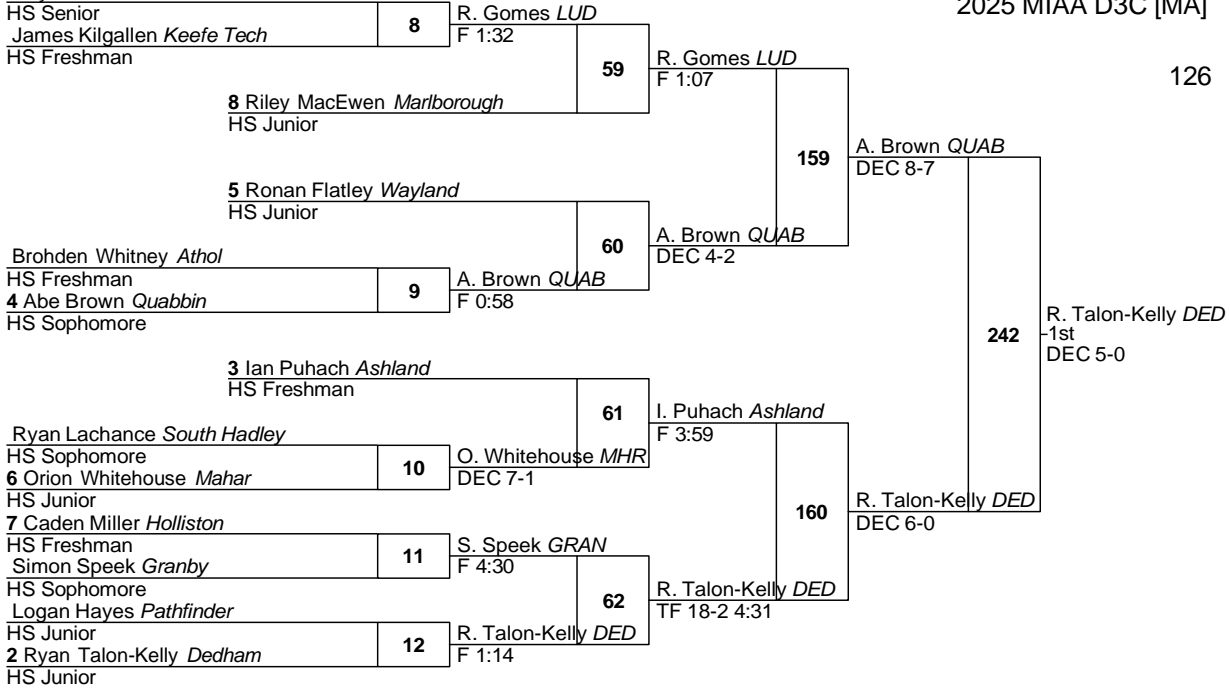 HS Senior
James Kilgallen Keefe Tech
HS Freshman
8
R. Gomes LUD
F 1:32
2025 MIAA D3C [MA]
126
59
R. Gomes LUD
F 1:07
8 Riley MacEwen Marlborough
HS Junior
159
A. Brown QUAB
DEC 8-7
5 Ronan Flatley Wayland
HS Junior
60
A. Brown QUAB
DEC 4-2
Brohden Whitney Athol
HS Freshman
4 Abe Brown Quabbin
HS Sophomore
9
A. Brown QUAB
F 0:58
242
R. Talon-Kelly DED
1st
DEC 5-0
3 Ian Puhach Ashland
HS Freshman
61
I. Puhach Ashland
F 3:59
Ryan Lachance South Hadley
HS Sophomore
6 Orion Whitehouse Mahar
HS Junior
10
O. Whitehouse MHR
DEC 7-1
160
R. Talon-Kelly DED
DEC 6-0
7 Caden Miller Holliston
HS Freshman
Simon Speek Granby
HS Sophomore
11
S. Speek GRAN
F 4:30
62
R. Talon-Kelly DED
TF 18-2 4:31
Logan Hayes Pathfinder
HS Junior
2 Ryan Talon-Kelly Dedham
HS Junior
12
R. Talon-Kelly DED
F 1:14